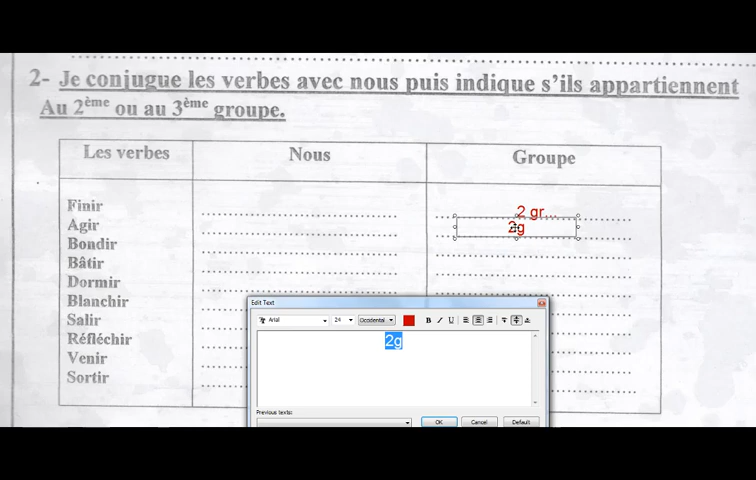 2- Je conjugue les verbes avec nous puis indique s'ils appartiennent
Au 2ème ou au 3ème groupe.
Les verbes Nous Groupe
Finir 2 gr...
Agir 2g
Bondir
Bâtir
Dormir
Blanchir
Salir
Réfléchir
Venir
Sortir
Edit Text
Arial 24 Occidental B I U
2g
Previous texts:
OK Cancel Default